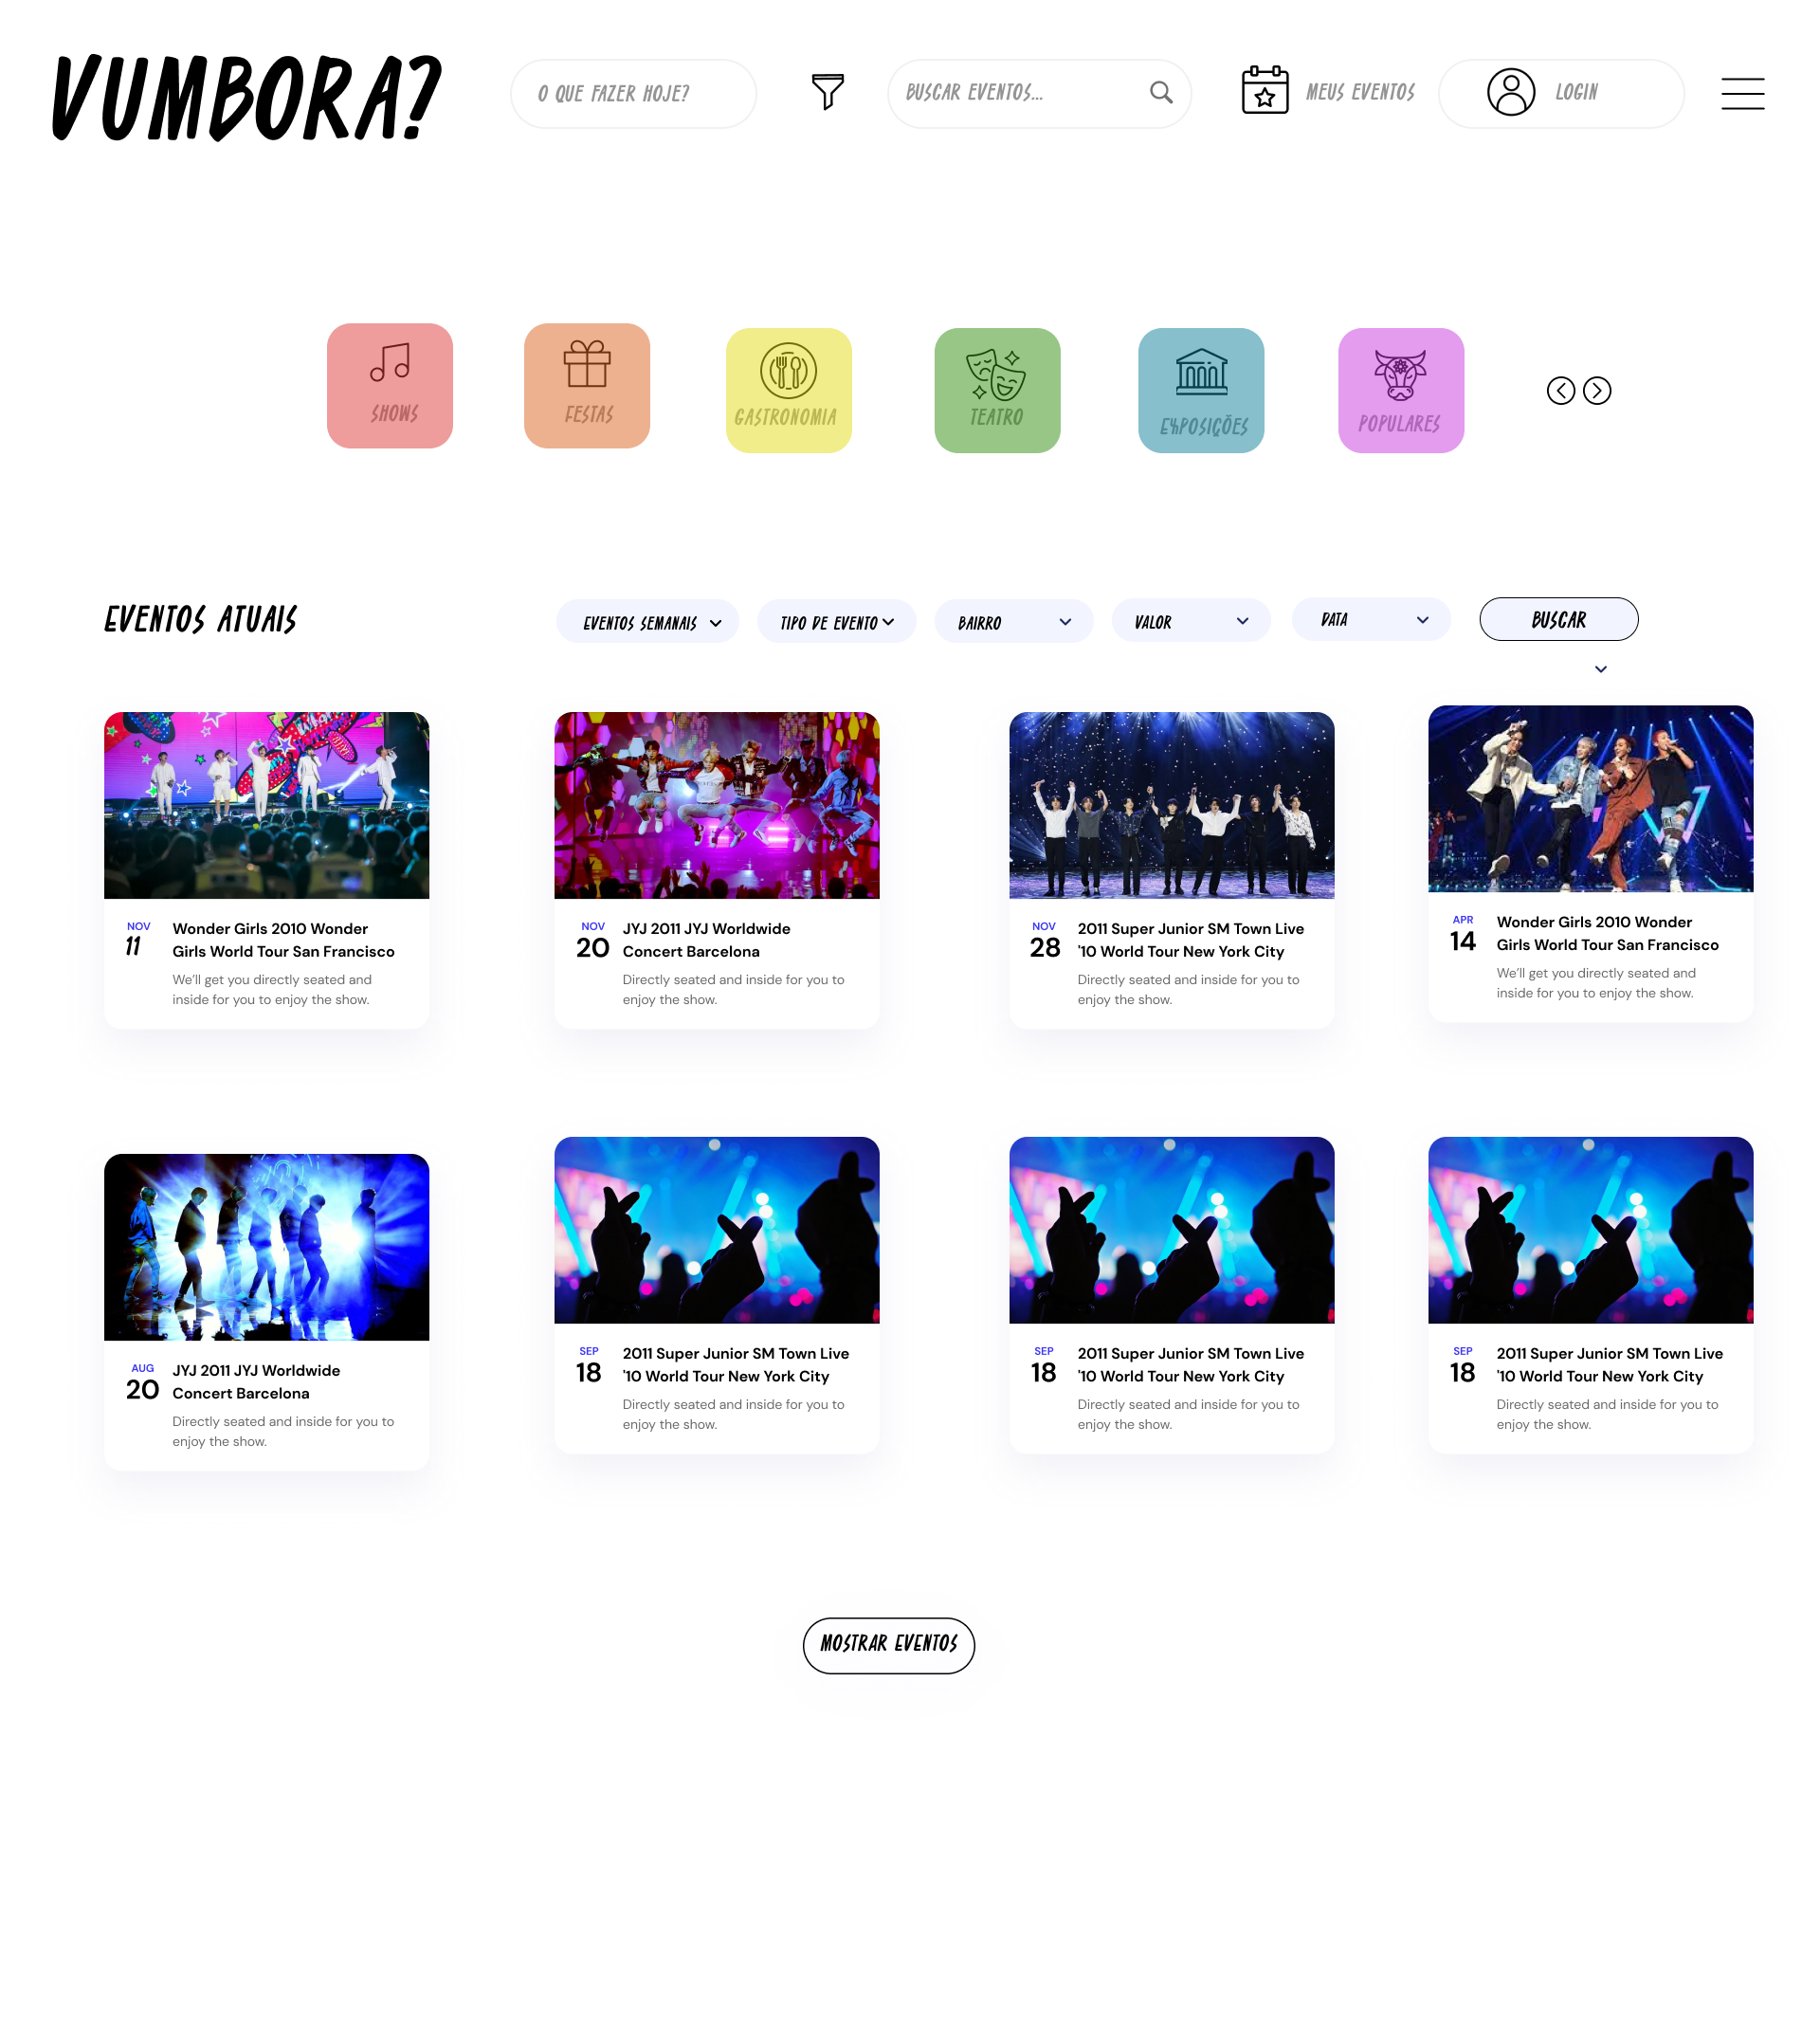 VUMBORA?
O QUE FAZER HOJE?
BUSCAR EVENTOS...
MEUS EVENTOS
LOGIN
SHOWS
FESTAS
GASTRONOMIA
TEATRO
EXPOSIÇÕES
POPULARES
EVENTOS ATUAIS
EVENTOS SEMANAIS
TIPO DE EVENTO
BAIRRO
VALOR
DATA
BUSCAR
NOV
11
Wonder Girls 2010 Wonder
Girls World Tour San Francisco
We'll get you directly seated and
inside for you to enjoy the show.
NOV
20
JYJ 2011 JYJ Worldwide
Concert Barcelona
Directly seated and inside for you to
enjoy the show.
NOV
28
2011 Super Junior SM Town Live
'10 World Tour New York City
Directly seated and inside for you to
enjoy the show.
APR
14
Wonder Girls 2010 Wonder
Girls World Tour San Francisco
We'll get you directly seated and
inside for you to enjoy the show.
AUG
20
JYJ 2011 JYJ Worldwide
Concert Barcelona
Directly seated and inside for you to
enjoy the show.
SEP
18
2011 Super Junior SM Town Live
'10 World Tour New York City
Directly seated and inside for you to
enjoy the show.
SEP
18
2011 Super Junior SM Town Live
'10 World Tour New York City
Directly seated and inside for you to
enjoy the show.
SEP
18
2011 Super Junior SM Town Live
'10 World Tour New York City
Directly seated and inside for you to
enjoy the show.
MOSTRAR EVENTOS